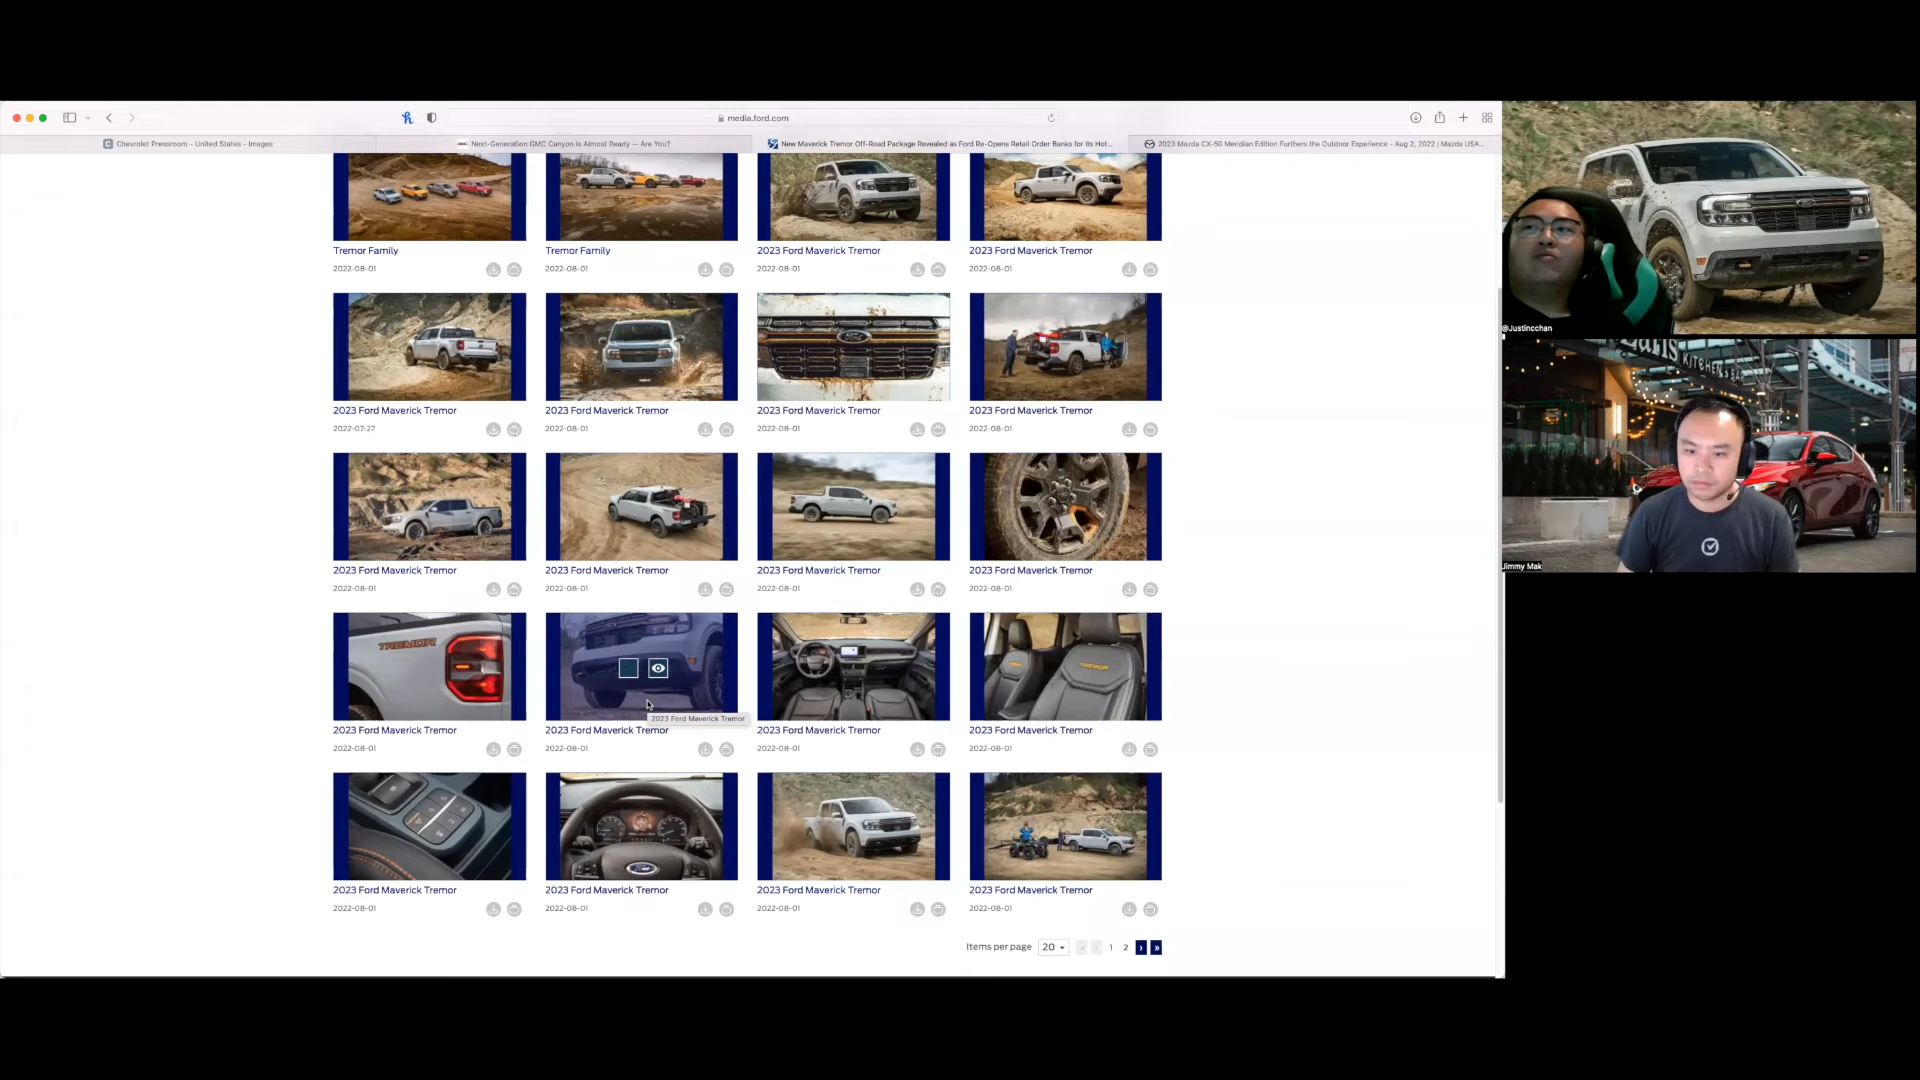 media.ford.com
Chevrolet Pressroom - United States - Images
Next-Generation GMC Canyon is Almost Ready — Are You?
New Maverick Tremor Off-Road Package Revealed as Ford Re-Opens Retail Order Banks for Its Hot...
2023 Mazda CX-50 Meridian Edition Furthers the Outdoor Experience - Aug 2, 2022 | Mazda USA...
Tremor Family
Tremor Family
2023 Ford Maverick Tremor
2023 Ford Maverick Tremor
2022-08-01
2022-08-01
2022-08-01
2022-08-01
2023 Ford Maverick Tremor
2023 Ford Maverick Tremor
2023 Ford Maverick Tremor
2023 Ford Maverick Tremor
2022-07-27
2022-08-01
2022-08-01
2022-08-01
2023 Ford Maverick Tremor
2023 Ford Maverick Tremor
2023 Ford Maverick Tremor
2023 Ford Maverick Tremor
2022-08-01
2022-08-01
2022-08-01
2022-08-01
TREMOR
TREMOR
2023 Ford Maverick Tremor
2023 Ford Maverick Tremor
2023 Ford Maverick Tremor
2023 Ford Maverick Tremor
2023 Ford Maverick Tremor
2022-08-01
2022-08-01
2022-08-01
2022-08-01
2023 Ford Maverick Tremor
2023 Ford Maverick Tremor
2023 Ford Maverick Tremor
2023 Ford Maverick Tremor
2022-08-01
2022-08-01
2022-08-01
2022-08-01
Items per page 20 1 2
@Justincchan
KITCHEN & BA
Jimmy Mak